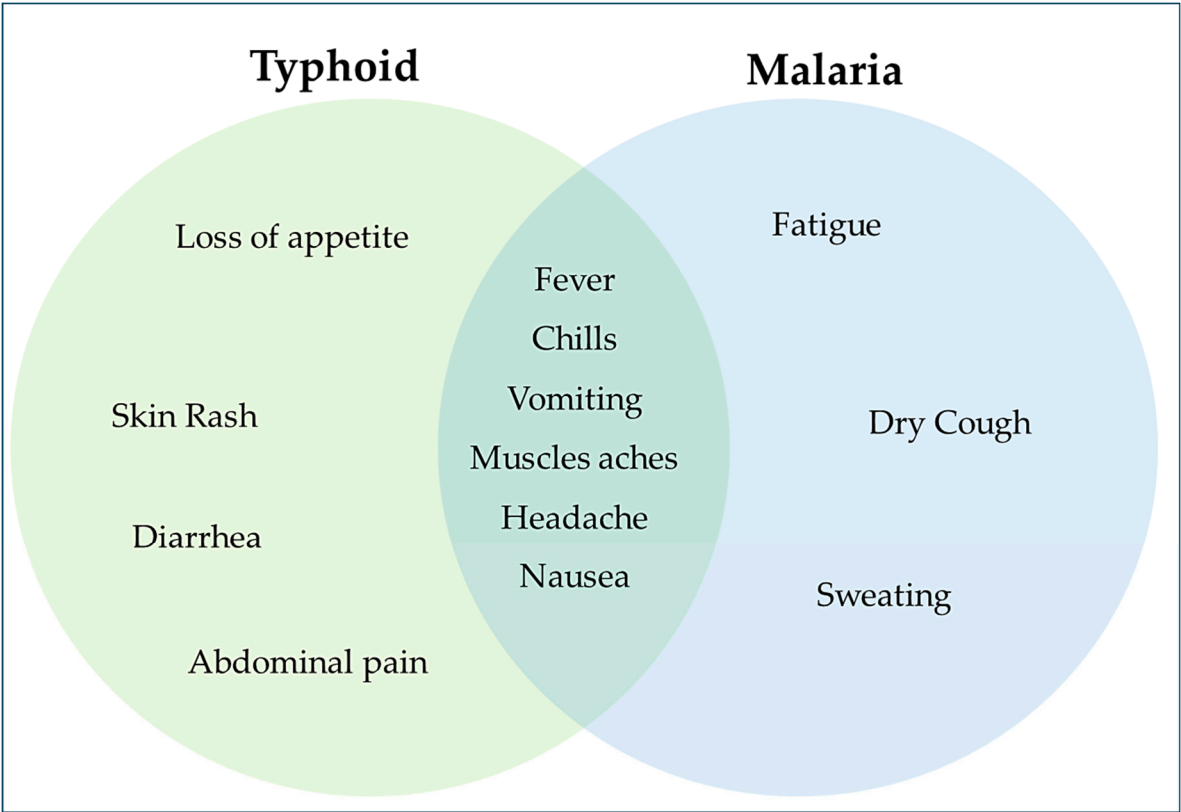 Typhoid
Malaria
Loss of appetite
Skin Rash
Diarrhea
Abdominal pain
Fever
Chills
Vomiting
Muscles aches
Headache
Nausea
Fatigue
Dry Cough
Sweating